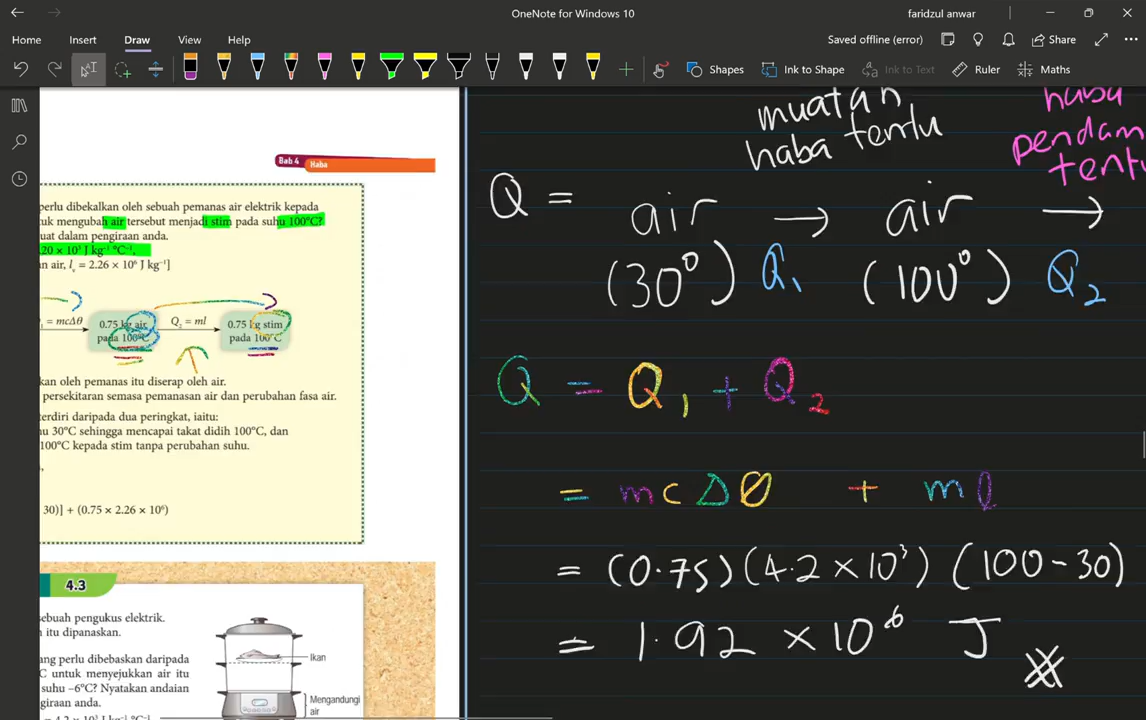 OneNote for Windows 10
faridzul anwar
Home Insert Draw View Help
Saved offline (error)
Share
Shapes
Ink to Shape
Ink to Text
Ruler
Maths
Bab 4 Haba
perlu dibekalkan oleh sebuah pemanas air elektrik kepada
uk mengubah air tersebut menjadi stim pada suhu 100°C?
uat dalam pengiraan anda.
20 × 10³ J kg⁻¹ °C⁻¹,
an air, lᵥ = 2.26 × 10⁶ J kg⁻¹]
= mcΔθ
0.75 kg air
pada 100°C
Q₂ = ml
0.75 kg stim
pada 100°C
kan oleh pemanas itu diserap oleh air.
persekitaran semasa pemanasan air dan perubahan fasa air.
terdiri daripada dua peringkat, iaitu:
hu 30°C sehingga mencapai takat didih 100°C, dan
100°C kepada stim tanpa perubahan suhu.
30)] + (0.75 × 2.26 × 10⁶)
4.3
sebuah pengukus elektrik.
n itu dipanaskan.
ang perlu dibebaskan daripada
C untuk menyejukkan air itu
suhu –6°C? Nyatakan andaian
giraan anda.
= 4.2 × 10³ J kg⁻¹ °C⁻¹
Ikan
Mengandungi
air
muatan
haba tentu
haba
pendam
tentu
Q = air → air →
(30°) Q₁ (100°) Q₂
Q = Q₁ + Q₂
= mcΔθ + ml
= (0.75)(4.2 × 10³) (100 - 30)
= 1.92 × 10⁶ J